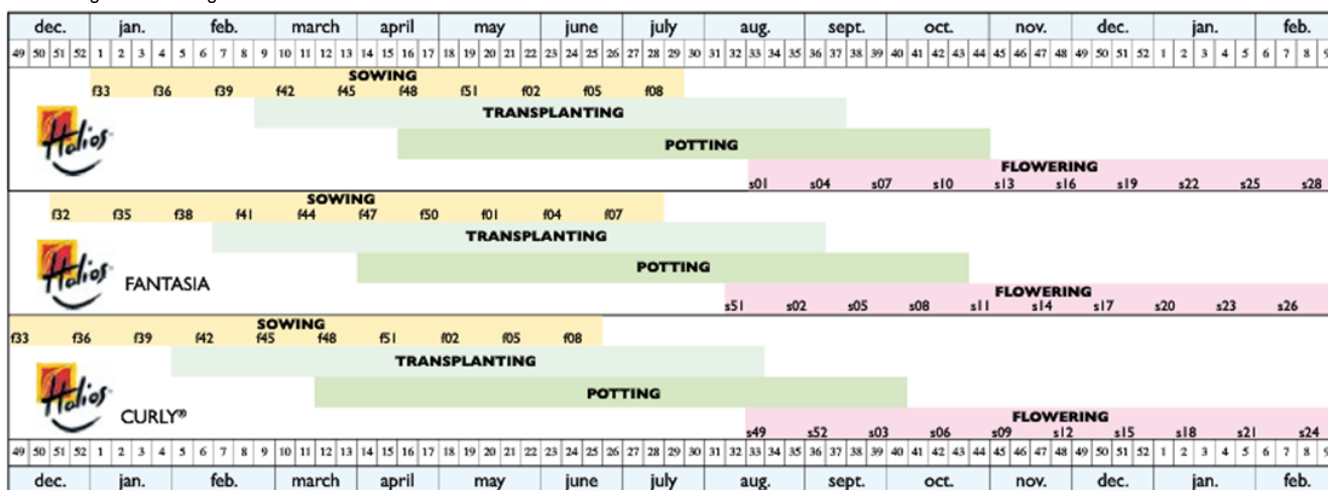 dec. jan. feb. march april may june july aug. sept. oct. nov. dec. jan. feb.
49 50 51 52 1 2 3 4 5 6 7 8 9 10 11 12 13 14 15 16 17 18 19 20 21 22 23 24 25 26 27 28 29 30 31 32 33 34 35 36 37 38 39 40 41 42 43 44 45 46 47 48 49 50 51 52 1 2 3 4 5 6 7 8 9
SOWING
f33 f36 f39 f42 f45 f48 f51 f02 f05 f08
Helios
TRANSPLANTING
POTTING
FLOWERING
s01 s04 s07 s10 s13 s16 s19 s22 s25 s28
SOWING
f32 f35 f38 f41 f44 f47 f50 f01 f04 f07
TRANSPLANTING
Helios
FANTASIA
POTTING
FLOWERING
s51 s02 s05 s08 s11 s14 s17 s20 s23 s26
SOWING
f33 f36 f39 f42 f45 f48 f51 f02 f05 f08
TRANSPLANTING
Helios
CURLY®
POTTING
FLOWERING
s49 s52 s03 s06 s09 s12 s15 s18 s21 s24
49 50 51 52 1 2 3 4 5 6 7 8 9 10 11 12 13 14 15 16 17 18 19 20 21 22 23 24 25 26 27 28 29 30 31 32 33 34 35 36 37 38 39 40 41 42 43 44 45 46 47 48 49 50 51 52 1 2 3 4 5 6 7 8 9
dec. jan. feb. march april may june july aug. sept. oct. nov. dec. jan. feb.